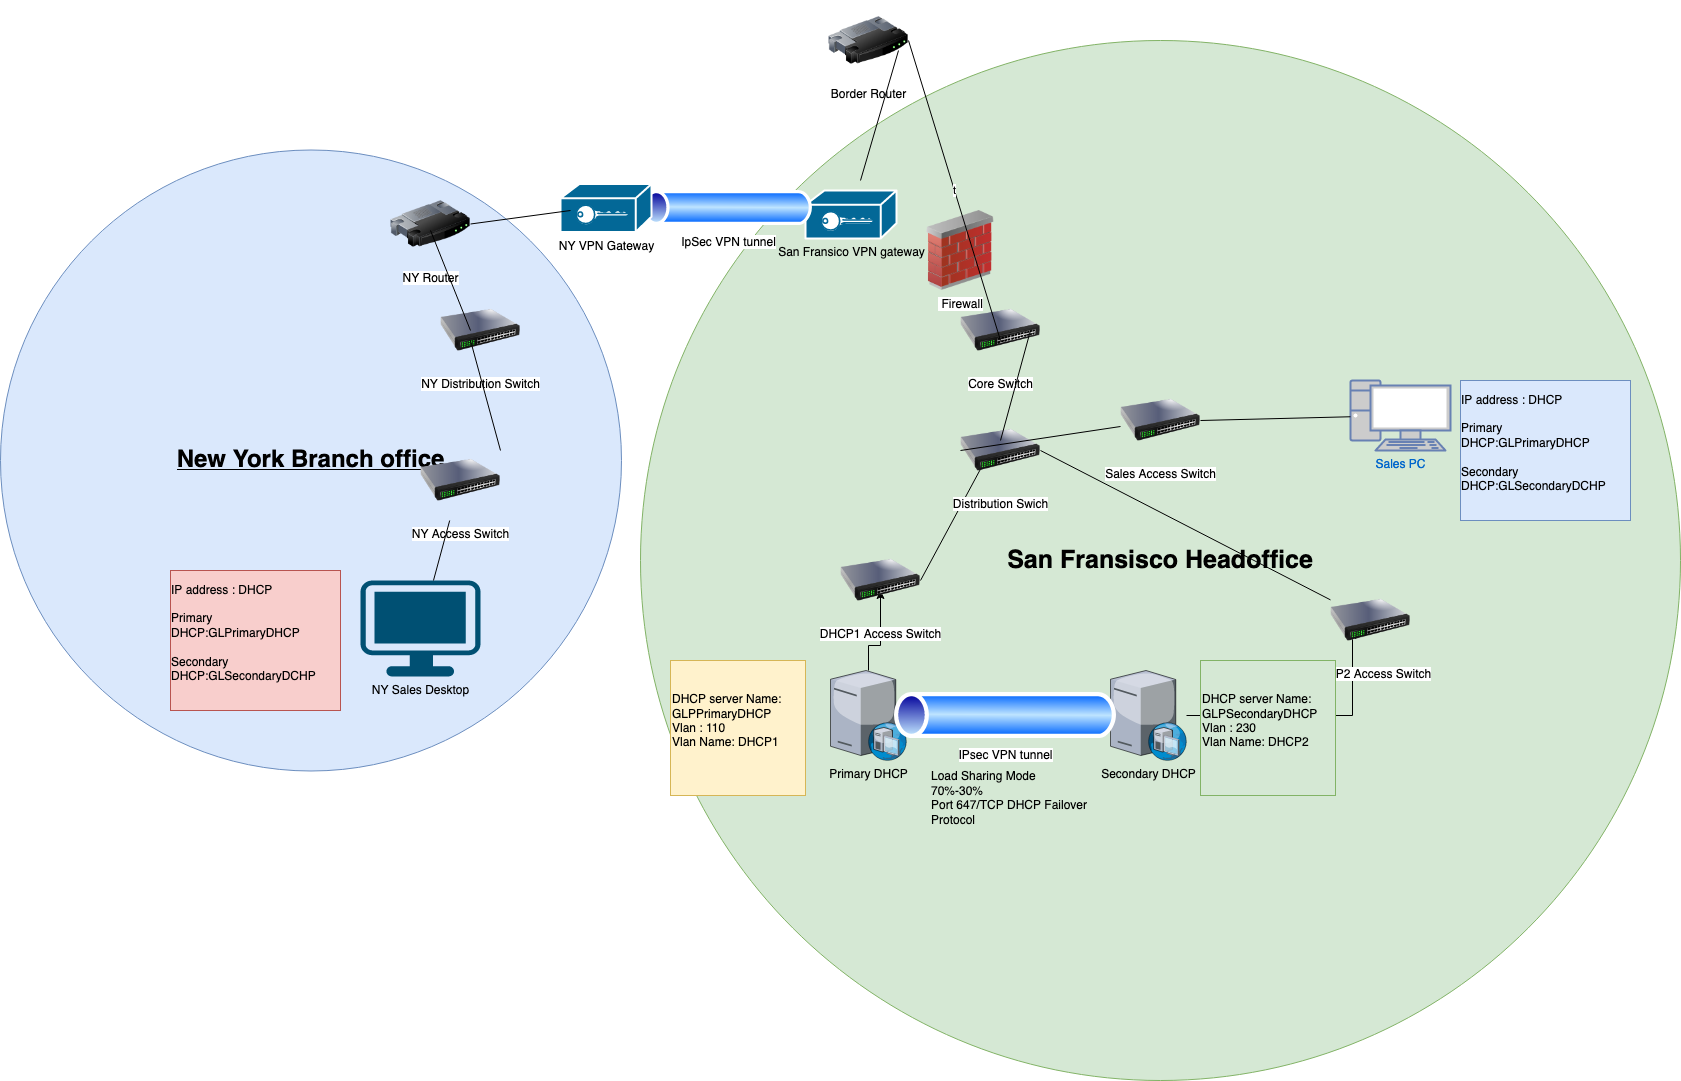 Border Router
t
NY VPN Gateway
IpSec VPN tunnel
San Fransico VPN gateway
NY Router
Firewall
NY Distribution Switch
Core Switch
IP address : DHCP
Primary
DHCP:GLPrimaryDHCP
Secondary
DHCP:GLSecondaryDCHP
Sales PC
New York Branch office
Sales Access Switch
Distribution Swich
NY Access Switch
San Fransisco Headoffice
IP address : DHCP
Primary
DHCP:GLPrimaryDHCP
Secondary
DHCP:GLSecondaryDCHP
NY Sales Desktop
DHCP1 Access Switch
P2 Access Switch
DHCP server Name:
GLPPrimaryDHCP
Vlan : 110
Vlan Name: DHCP1
DHCP server Name:
GLPSecondaryDHCP
Vlan : 230
Vlan Name: DHCP2
Primary DHCP
IPsec VPN tunnel
Secondary DHCP
Load Sharing Mode
70%-30%
Port 647/TCP DHCP Failover
Protocol